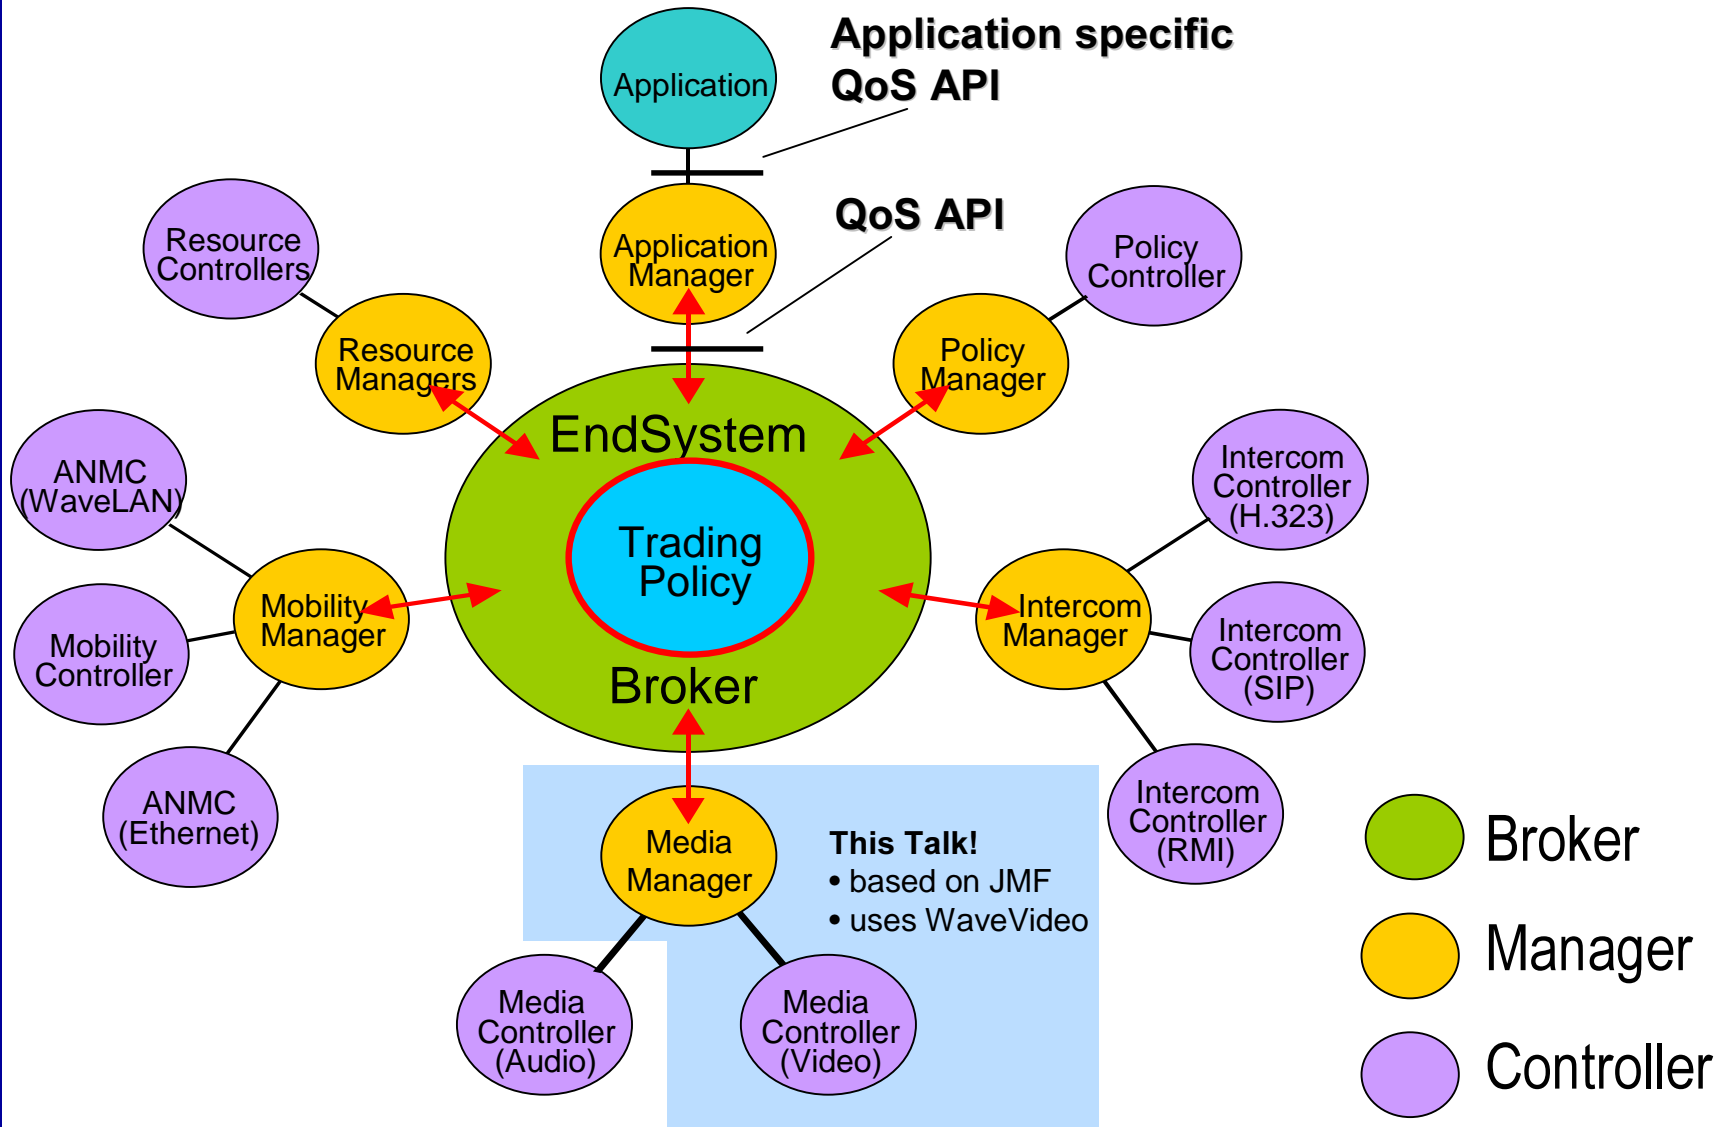 Application specific
QoS API
Application
QoS API
Application
Manager
Resource
Controllers
Policy
Controller
Resource
Managers
Policy
Manager
EndSystem
Trading
Policy
Broker
ANMC
(WaveLAN)
Mobility
Manager
Mobility
Controller
ANMC
(Ethernet)
Intercom
Controller
(H.323)
Intercom
Manager
Intercom
Controller
(SIP)
Intercom
Controller
(RMI)
Media
Manager
This Talk!
• based on JMF
• uses WaveVideo
Media
Controller
(Audio)
Media
Controller
(Video)
Broker
Manager
Controller